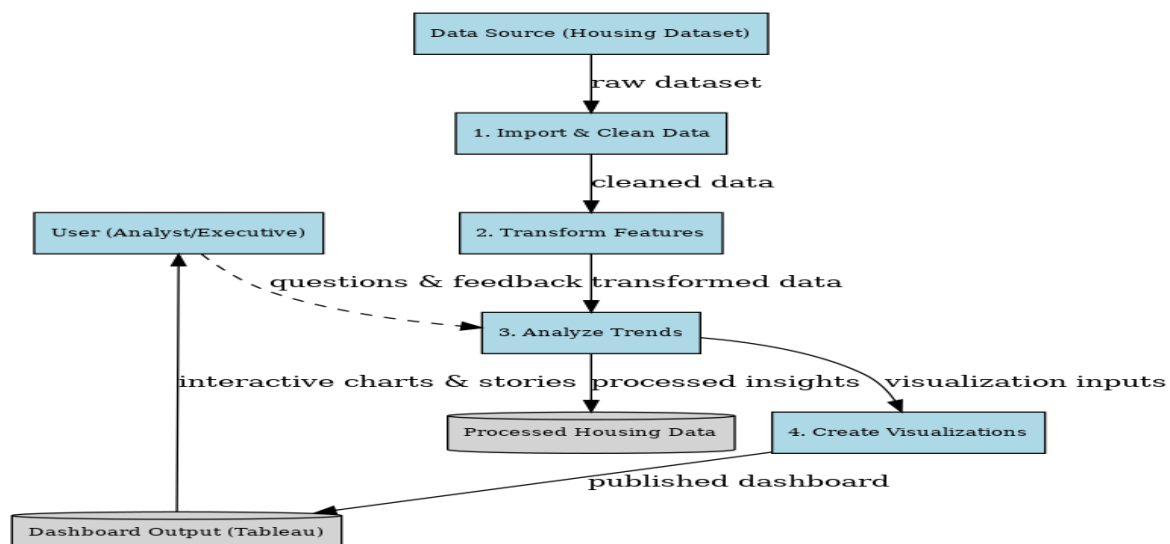 Data Source (Housing Dataset)
raw dataset
1. Import & Clean Data
cleaned data
User (Analyst/Executive)
2. Transform Features
questions & feedback
transformed data
3. Analyze Trends
interactive charts & stories
processed insights
visualization inputs
Processed Housing Data
4. Create Visualizations
published dashboard
Dashboard Output (Tableau)